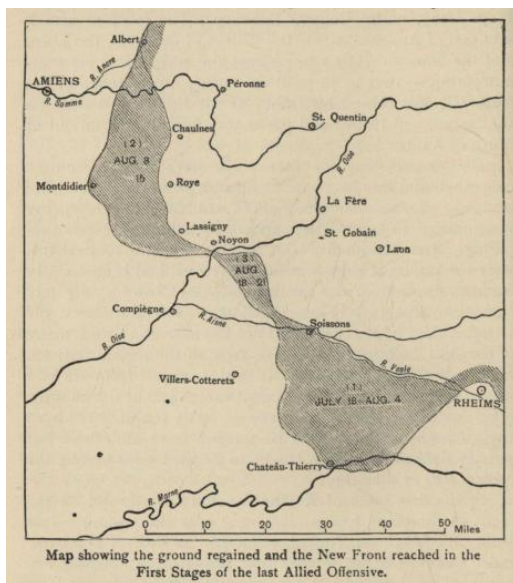 Albert
R. Ancre
AMIENS
R. Somme
Péronne
Chaulnes
St. Quentin
(2)
AUG. 8
15
R. Oise
Montdidier
Roye
La Fère
Lassigny
St. Gobain
Noyon
Laon
(3)
AUG.
18-21
Compiègne
R. Aisne
Soissons
R. Oise
R. Vesle
Villers-Cotterets
(1)
JULY 18-AUG. 4
RHEIMS
Chateâu-Thierry
R. Marne
0 10 20 30 40 50
Miles
Map showing the ground regained and the New Front reached in the
First Stages of the last Allied Offensive.